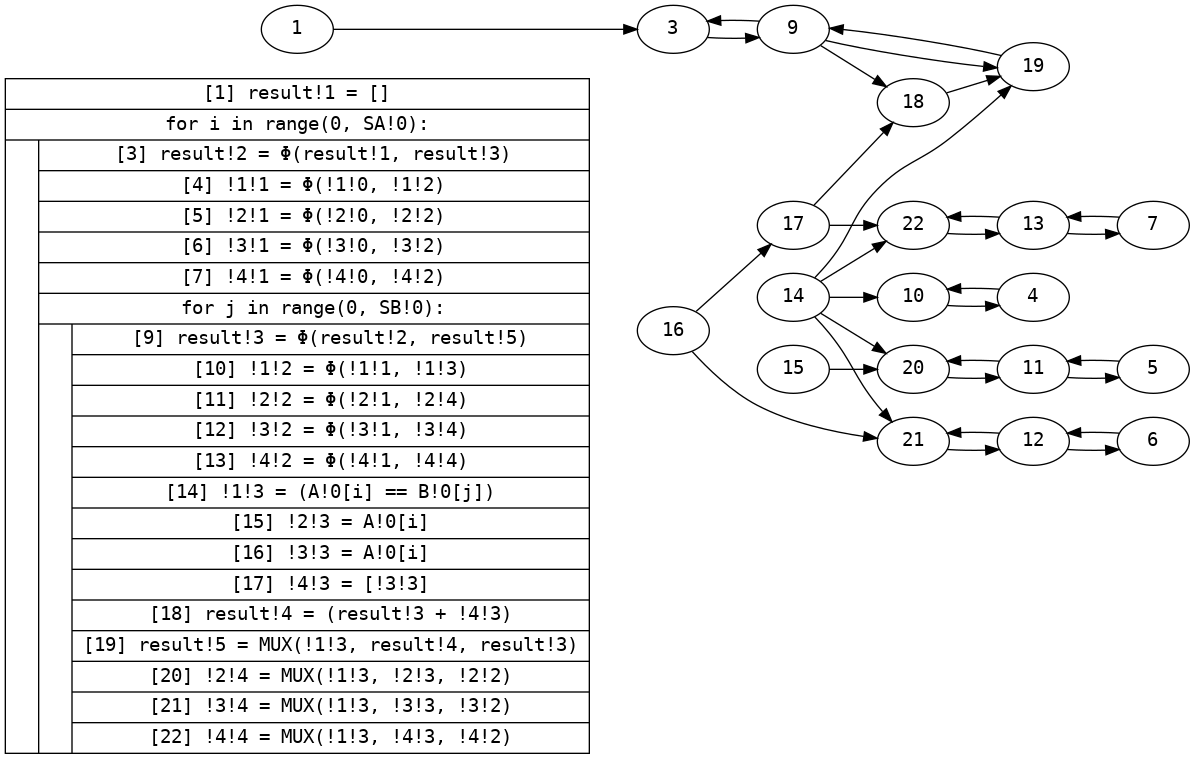 1
3
9
19
18
17
22
13
7
14
10
4
16
15
20
11
5
21
12
6
[1] result!1 = []
for i in range(0, SA!0):
[3] result!2 = Φ(result!1, result!3)
[4] !1!1 = Φ(!1!0, !1!2)
[5] !2!1 = Φ(!2!0, !2!2)
[6] !3!1 = Φ(!3!0, !3!2)
[7] !4!1 = Φ(!4!0, !4!2)
for j in range(0, SB!0):
[9] result!3 = Φ(result!2, result!5)
[10] !1!2 = Φ(!1!1, !1!3)
[11] !2!2 = Φ(!2!1, !2!4)
[12] !3!2 = Φ(!3!1, !3!4)
[13] !4!2 = Φ(!4!1, !4!4)
[14] !1!3 = (A!0[i] == B!0[j])
[15] !2!3 = A!0[i]
[16] !3!3 = A!0[i]
[17] !4!3 = [!3!3]
[18] result!4 = (result!3 + !4!3)
[19] result!5 = MUX(!1!3, result!4, result!3)
[20] !2!4 = MUX(!1!3, !2!3, !2!2)
[21] !3!4 = MUX(!1!3, !3!3, !3!2)
[22] !4!4 = MUX(!1!3, !4!3, !4!2)